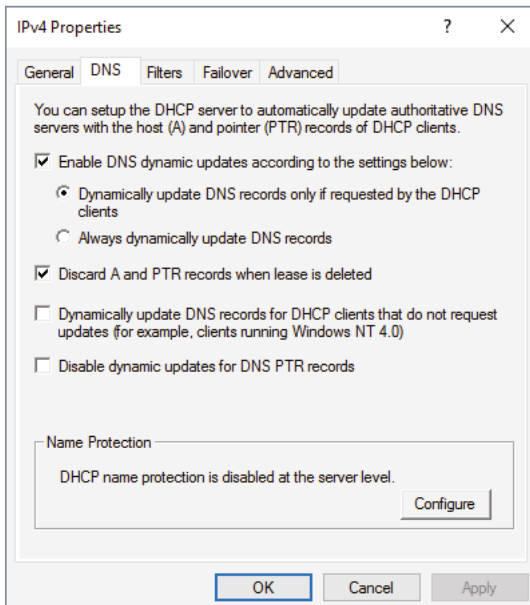 IPv4 Properties ? ×
General DNS Filters Failover Advanced
You can setup the DHCP server to automatically update authoritative DNS
servers with the host (A) and pointer (PTR) records of DHCP clients.
Enable DNS dynamic updates according to the settings below:
Dynamically update DNS records only if requested by the DHCP
clients
Always dynamically update DNS records
Discard A and PTR records when lease is deleted
Dynamically update DNS records for DHCP clients that do not request
updates (for example, clients running Windows NT 4.0)
Disable dynamic updates for DNS PTR records
Name Protection
DHCP name protection is disabled at the server level.
Configure
OK Cancel Apply